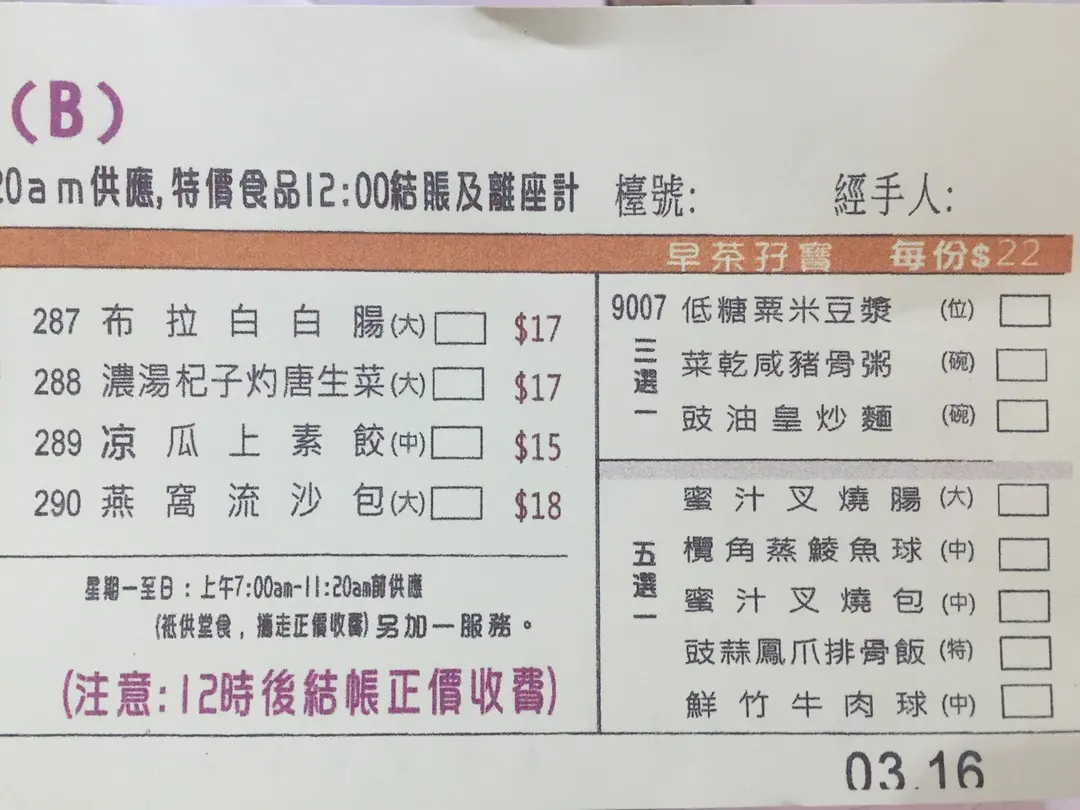 (B)
20am供應,特價食品12:00結賬及離座計 檯號: 經手人:
早茶孖寶 每份$22
287 布拉白白腸(大) $17
288 濃湯杞子灼唐生菜(大) $17
289 凉瓜上素餃(中) $15
290 燕窩流沙包(大) $18
星期一至日：上午7:00am-11:20am前供應
(祗供堂食，攜走正價收費)另加一服務。
(注意:12時後結帳正價收費)
9007 低糖粟米豆漿 (位)
三選一
菜乾咸豬骨粥 (碗)
豉油皇炒麵 (碗)
五選一
蜜汁叉燒腸 (大)
欖角蒸鯪魚球 (中)
蜜汁叉燒包 (中)
豉蒜鳳爪排骨飯 (特)
鮮竹牛肉球 (中)
03.16